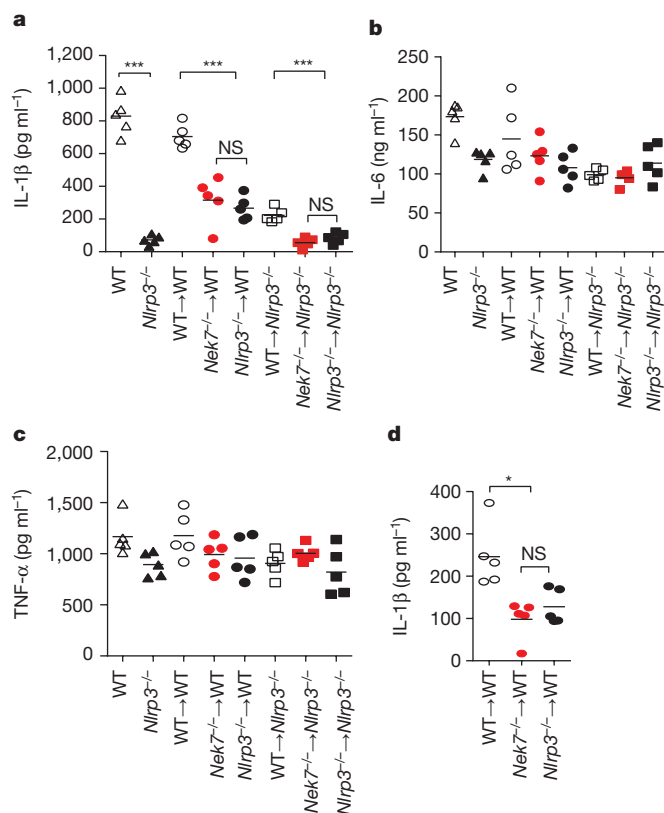 a
IL-1β (pg ml⁻¹)
1,000
800
600
400
200
0
***
***
***
NS
NS
WT
Nlrp3⁻/⁻
WT→WT
Nek7⁻/⁻→WT
Nlrp3⁻/⁻→WT
WT→Nlrp3⁻/⁻
Nek7⁻/⁻→Nlrp3⁻/⁻
Nlrp3⁻/⁻→Nlrp3⁻/⁻
b
IL-6 (ng ml⁻¹)
250
200
150
100
50
0
WT
Nlrp3⁻/⁻
WT→WT
Nek7⁻/⁻→WT
Nlrp3⁻/⁻→WT
WT→Nlrp3⁻/⁻
Nek7⁻/⁻→Nlrp3⁻/⁻
Nlrp3⁻/⁻→Nlrp3⁻/⁻
c
TNF-α (pg ml⁻¹)
2,000
1,500
1,000
500
0
WT
Nlrp3⁻/⁻
WT→WT
Nek7⁻/⁻→WT
Nlrp3⁻/⁻→WT
WT→Nlrp3⁻/⁻
Nek7⁻/⁻→Nlrp3⁻/⁻
Nlrp3⁻/⁻→Nlrp3⁻/⁻
d
IL-1β (pg ml⁻¹)
400
300
200
100
0
*
NS
WT→WT
Nek7⁻/⁻→WT
Nlrp3⁻/⁻→WT